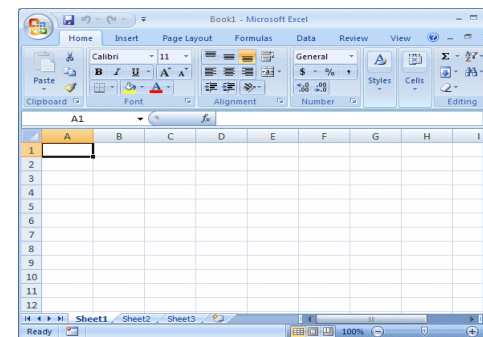 Book1 - Microsoft Excel
Home Insert Page Layout Formulas Data Review View
Calibri 11 General
Paste B I U A A $ % , Styles Cells Σ
A .00 .00
Clipboard Font Alignment Number Editing
A1 fx
A B C D E F G H I
1
2
3
4
5
6
7
8
9
10
11
12
Sheet1 Sheet2 Sheet3
Ready 100%